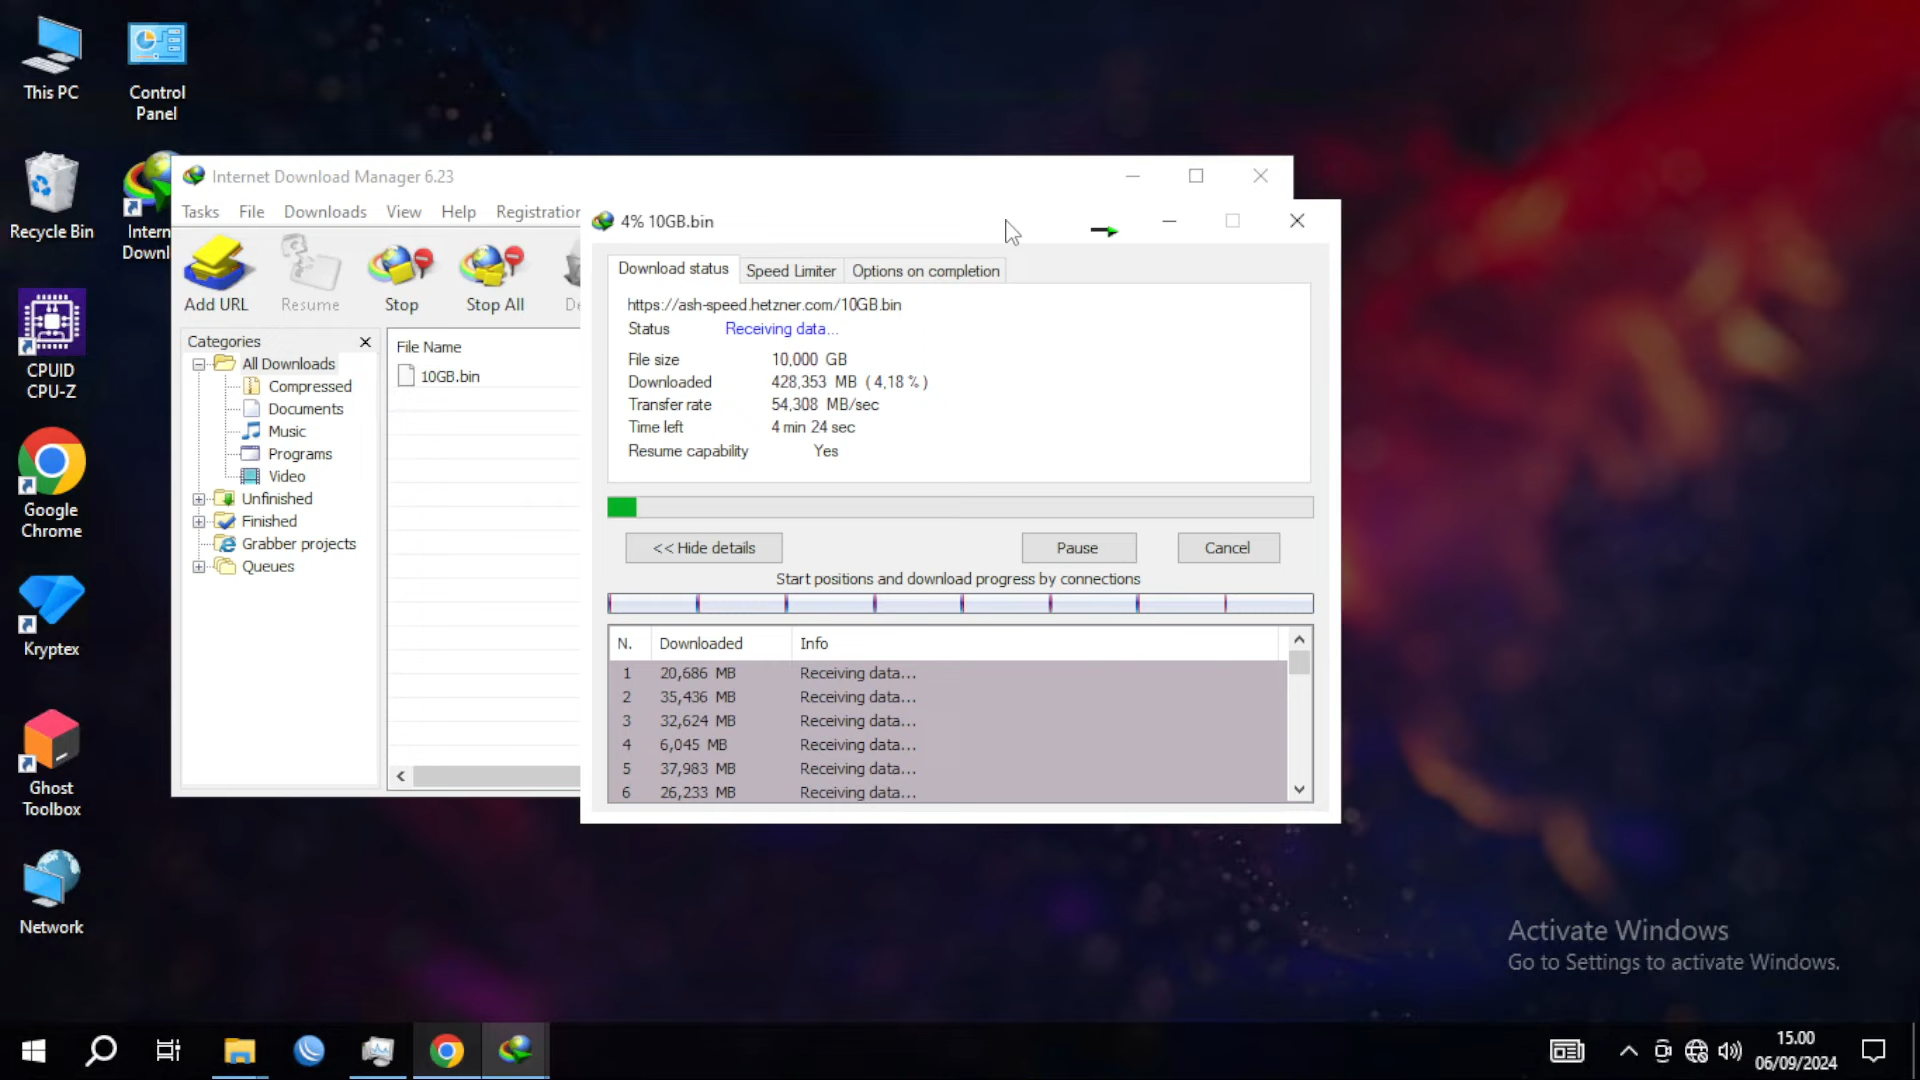 This PC
Control
Panel
Recycle Bin
Intern
Downl
CPUID
CPU-Z
Google
Chrome
Kryptex
Ghost
Toolbox
Network
Internet Download Manager 6.23
Tasks File Downloads View Help Registration
Add URL Resume Stop Stop All De
Categories
All Downloads
Compressed
Documents
Music
Programs
Video
Unfinished
Finished
Grabber projects
Queues
File Name
10GB.bin
4% 10GB.bin
Download status Speed Limiter Options on completion
https://ash-speed.hetzner.com/10GB.bin
Status Receiving data...
File size 10,000 GB
Downloaded 428,353 MB ( 4,18 % )
Transfer rate 54,308 MB/sec
Time left 4 min 24 sec
Resume capability Yes
<< Hide details Pause Cancel
Start positions and download progress by connections
N. Downloaded Info
1 20,686 MB Receiving data...
2 35,436 MB Receiving data...
3 32,624 MB Receiving data...
4 6,045 MB Receiving data...
5 37,983 MB Receiving data...
6 26,233 MB Receiving data...
Activate Windows
Go to Settings to activate Windows.
15.00
06/09/2024